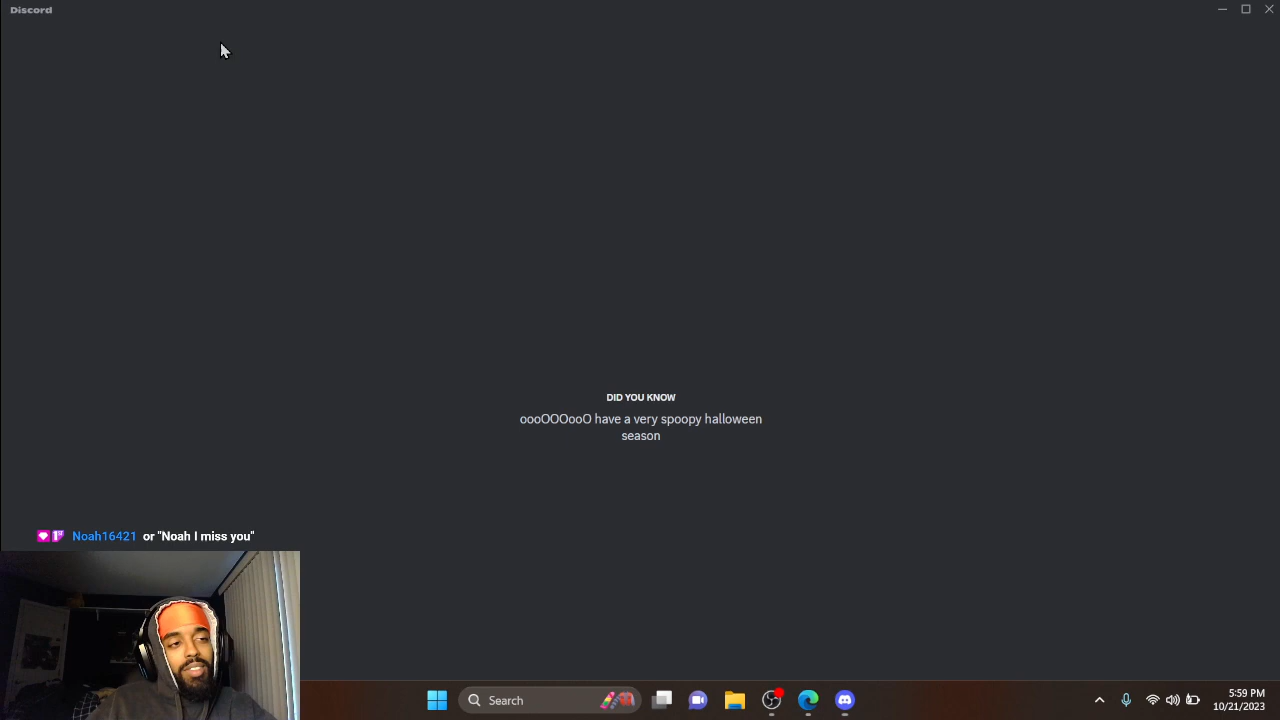 Discord
DID YOU KNOW
oooOOOooO have a very spoopy halloween
season
Noah16421 or "Noah I miss you"
Search
5:59 PM
10/21/2023